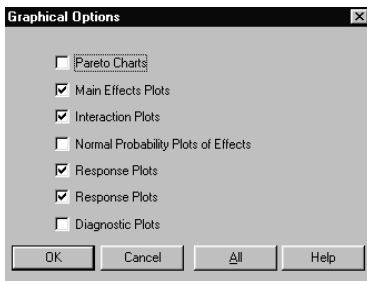 Graphical Options
Pareto Charts
Main Effects Plots
Interaction Plots
Normal Probability Plots of Effects
Response Plots
Response Plots
Diagnostic Plots
OK Cancel All Help